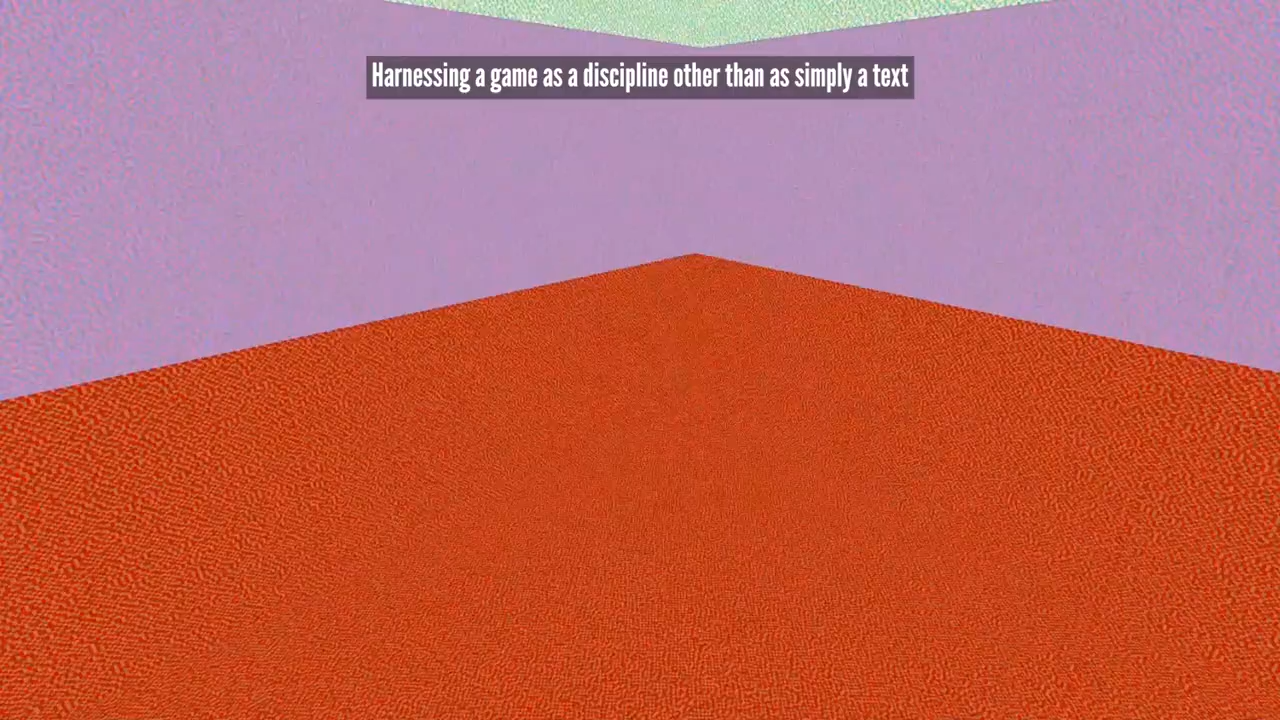 Harnessing a game as a discipline other than as simply a text